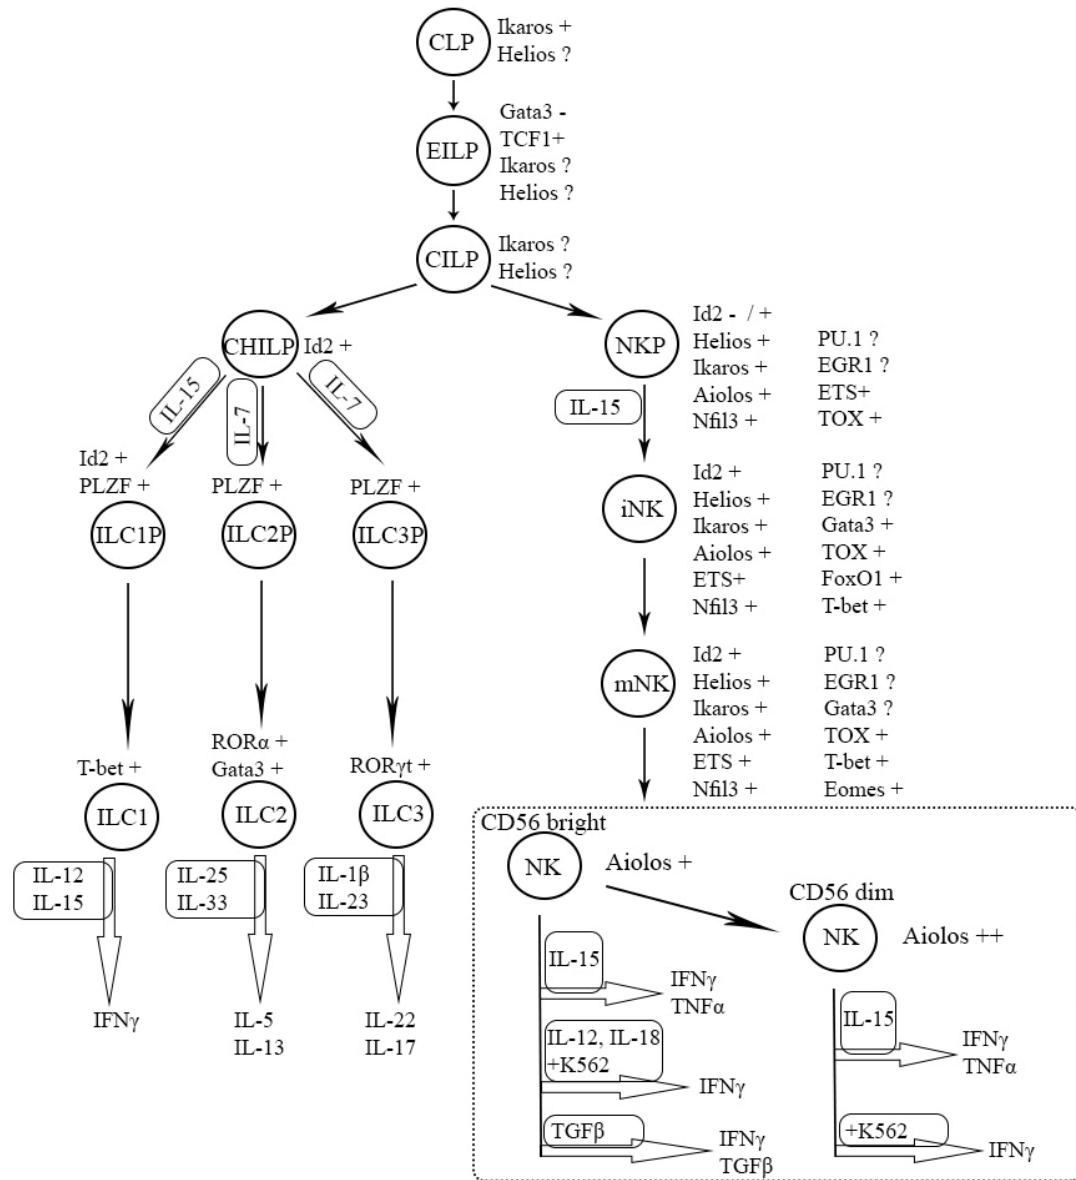 CLP
Ikaros +
Helios ?
EILP
Gata3 -
TCF1+
Ikaros ?
Helios ?
CILP
Ikaros ?
Helios ?
CHILP
Id2 +
NKP
Id2 - / +
Helios +
Ikaros +
Aiolos +
Nfil3 +
PU.1 ?
EGR1 ?
ETS+
TOX +
IL-15
IL-7
IL-7
IL-15
Id2 +
PLZF +
ILC1P
PLZF +
ILC2P
PLZF +
ILC3P
iNK
Id2 +
Helios +
Ikaros +
Aiolos +
ETS+
Nfil3 +
PU.1 ?
EGR1 ?
Gata3 +
TOX +
FoxO1 +
T-bet +
mNK
Id2 +
Helios +
Ikaros +
Aiolos +
ETS +
Nfil3 +
PU.1 ?
EGR1 ?
Gata3 ?
TOX +
T-bet +
Eomes +
T-bet +
ILC1
RORα +
Gata3 +
ILC2
RORγt +
ILC3
IL-12
IL-15
IFNγ
IL-25
IL-33
IL-5
IL-13
IL-1β
IL-23
IL-22
IL-17
CD56 bright
NK
Aiolos +
CD56 dim
NK
Aiolos ++
IL-15
IFNγ
TNFα
IL-12, IL-18
+K562
IFNγ
TGFβ
IFNγ
TGFβ
IL-15
IFNγ
TNFα
+K562
IFNγ